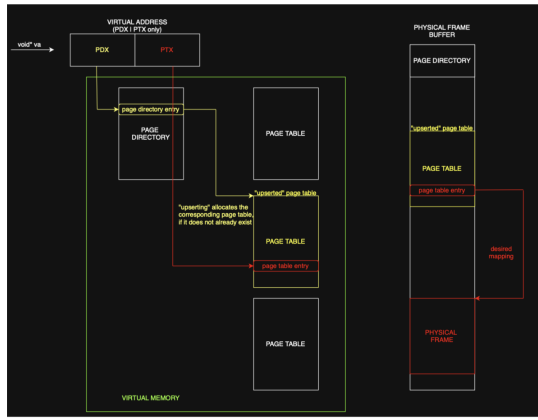 VIRTUAL ADDRESS
(PDX | PTX only)
void* va
PDX
PTX
page directory entry
PAGE
DIRECTORY
PAGE TABLE
"upserted" page table
"upserting" allocates the
corresponding page table,
if it does not already exist
PAGE TABLE
page table entry
PAGE TABLE
VIRTUAL MEMORY
PHYSICAL FRAME
BUFFER
PAGE DIRECTORY
"upserted" page table
PAGE TABLE
page table entry
desired
mapping
PHYSICAL
FRAME